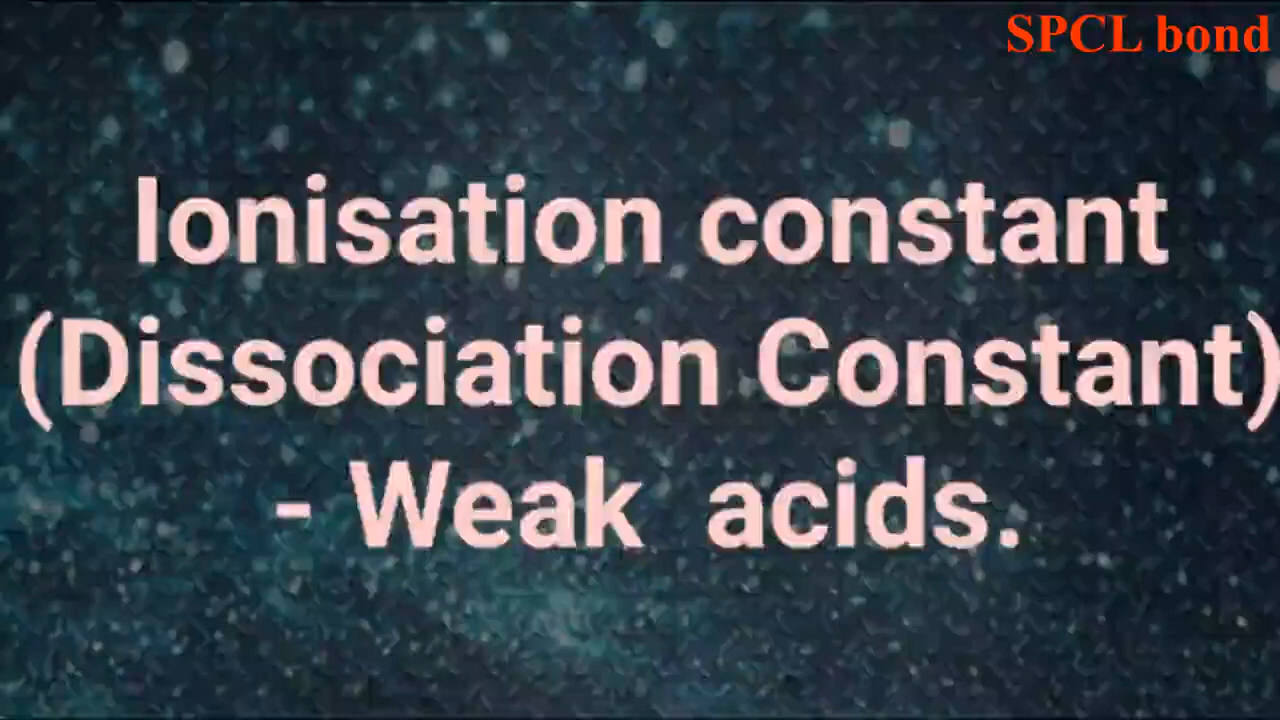 SPCL bond
Ionisation constant
(Dissociation Constant)
- Weak acids.